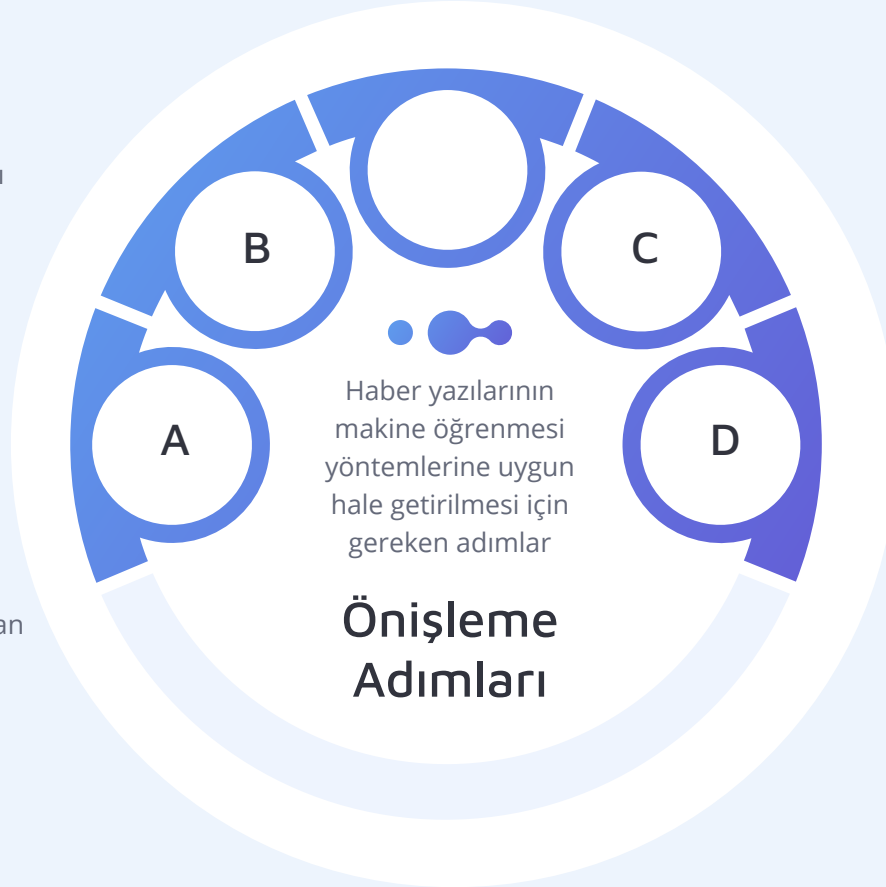 B
C
A
D
Haber yazılarının
makine öğrenmesi
yöntemlerine uygun
hale getirilmesi için
gereken adımlar
Önişleme
Adımları